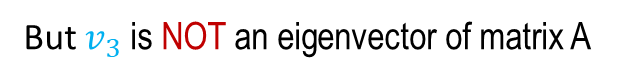 But 𝑣₃ is NOT an eigenvector of matrix A